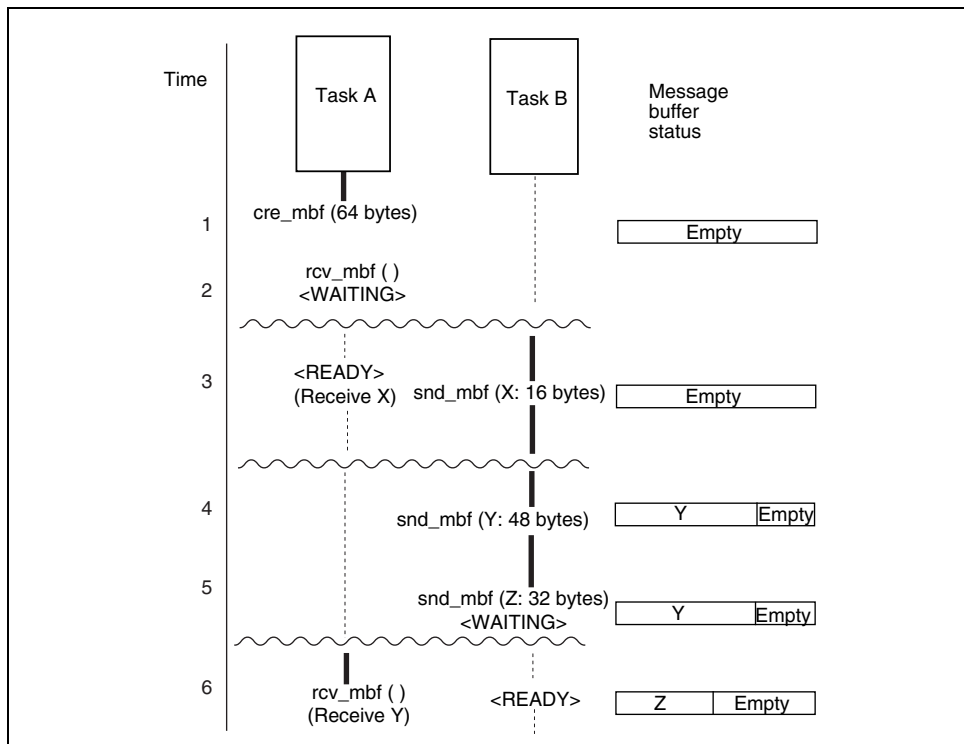 Time
Task A
Task B
Message
buffer
status
cre_mbf (64 bytes)
1
Empty
rcv_mbf ( )
2
<WAITING>
<READY>
3
(Receive X)
snd_mbf (X: 16 bytes)
Empty
4
snd_mbf (Y: 48 bytes)
Y
Empty
5
snd_mbf (Z: 32 bytes)
<WAITING>
Y
Empty
6
rcv_mbf ( )
(Receive Y)
<READY>
Z
Empty